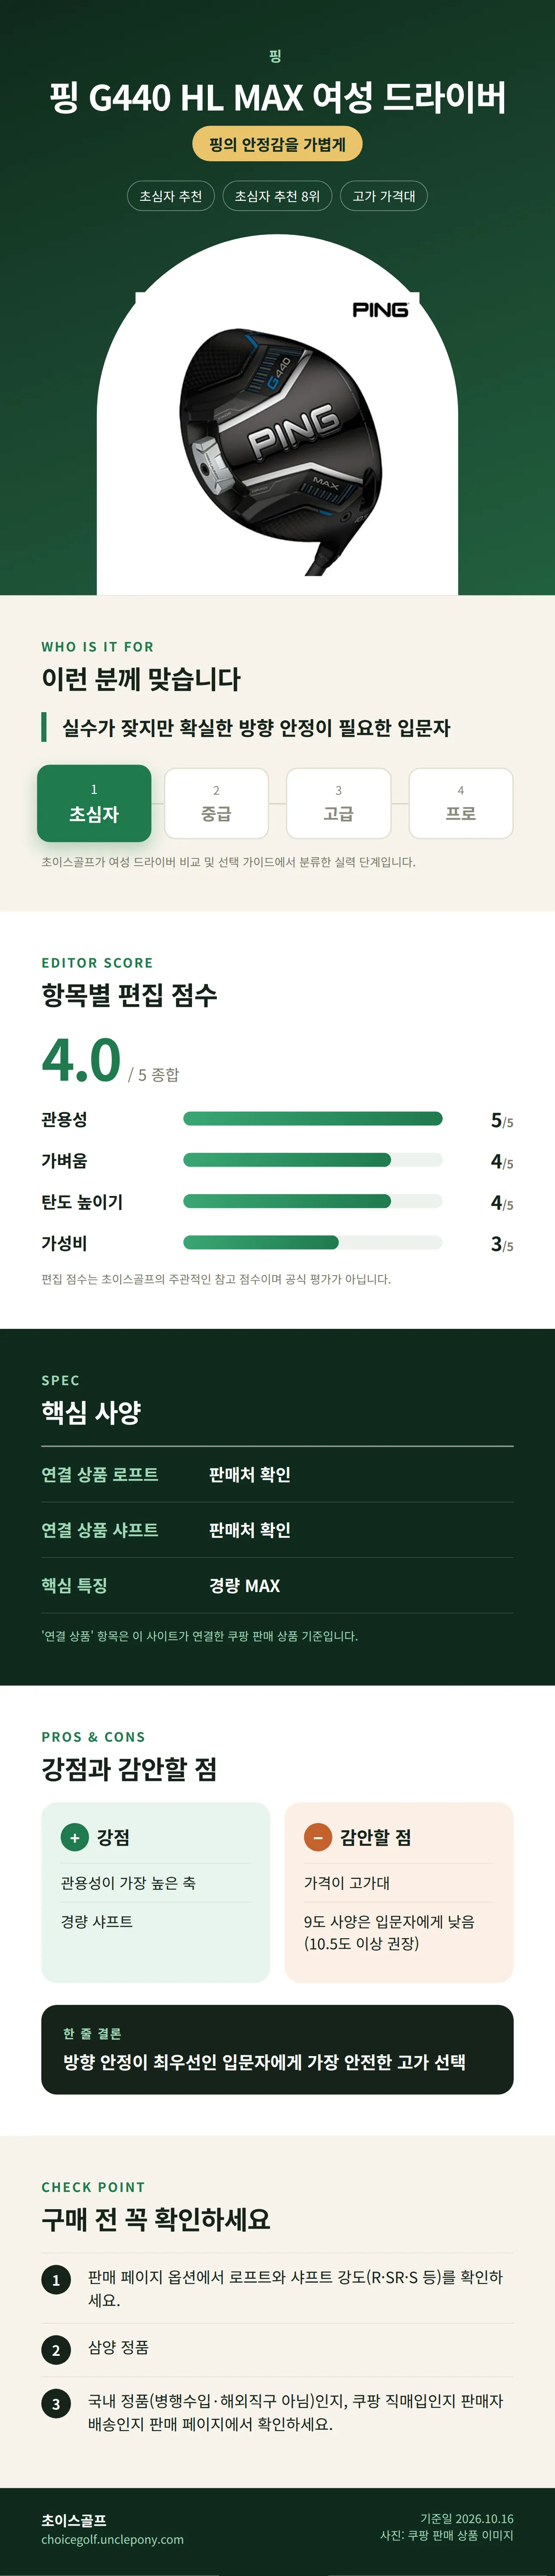 핑
핑 G440 HL MAX 여성 드라이버
핑의 안정감을 가볍게
초심자 추천
초심자 추천 8위
고가 가격대
PING
G440
PING
MAX
WHO IS IT FOR
이런 분께 맞습니다
실수가 잦지만 확실한 방향 안정이 필요한 입문자
1
초심자
2
중급
3
고급
4
프로
초이스골프가 여성 드라이버 비교 및 선택 가이드에서 분류한 실력 단계입니다.
EDITOR SCORE
항목별 편집 점수
4.0 / 5 종합
관용성 5/5
가벼움 4/5
탄도 높이기 4/5
가성비 3/5
편집 점수는 초이스골프의 주관적인 참고 점수이며 공식 평가가 아닙니다.
SPEC
핵심 사양
연결 상품 로프트 판매처 확인
연결 상품 샤프트 판매처 확인
핵심 특징 경량 MAX
'연결 상품' 항목은 이 사이트가 연결한 쿠팡 판매 상품 기준입니다.
PROS & CONS
강점과 감안할 점
+ 강점
관용성이 가장 높은 축
경량 샤프트
− 감안할 점
가격이 고가대
9도 사양은 입문자에게 낮음
(10.5도 이상 권장)
한 줄 결론
방향 안정이 최우선인 입문자에게 가장 안전한 고가 선택
CHECK POINT
구매 전 꼭 확인하세요
1 판매 페이지 옵션에서 로프트와 샤프트 강도(R·SR·S 등)를 확인하
세요.
2 삼양 정품
3 국내 정품(병행수입·해외직구 아님)인지, 쿠팡 직매입인지 판매자
배송인지 판매 페이지에서 확인하세요.
초이스골프
choicegolf.unclepony.com
기준일 2026.10.16
사진: 쿠팡 판매 상품 이미지